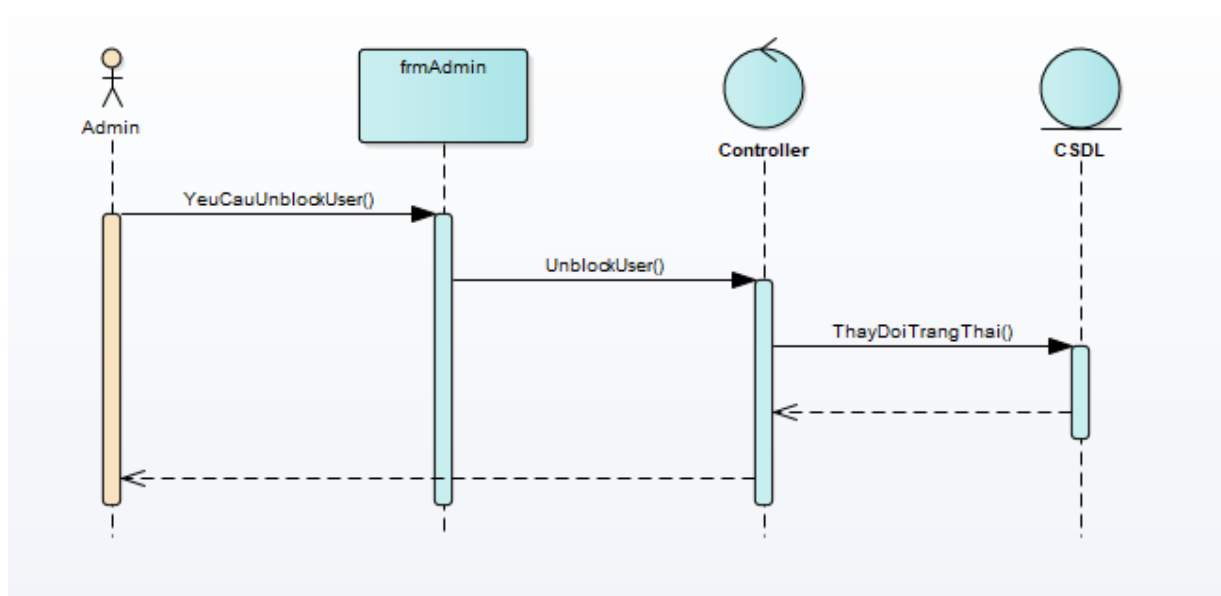 frmAdmin
Admin
Controller
CSDL
YeuCauUnblockUser()
UnblockUser()
ThayDoiTrangThai()